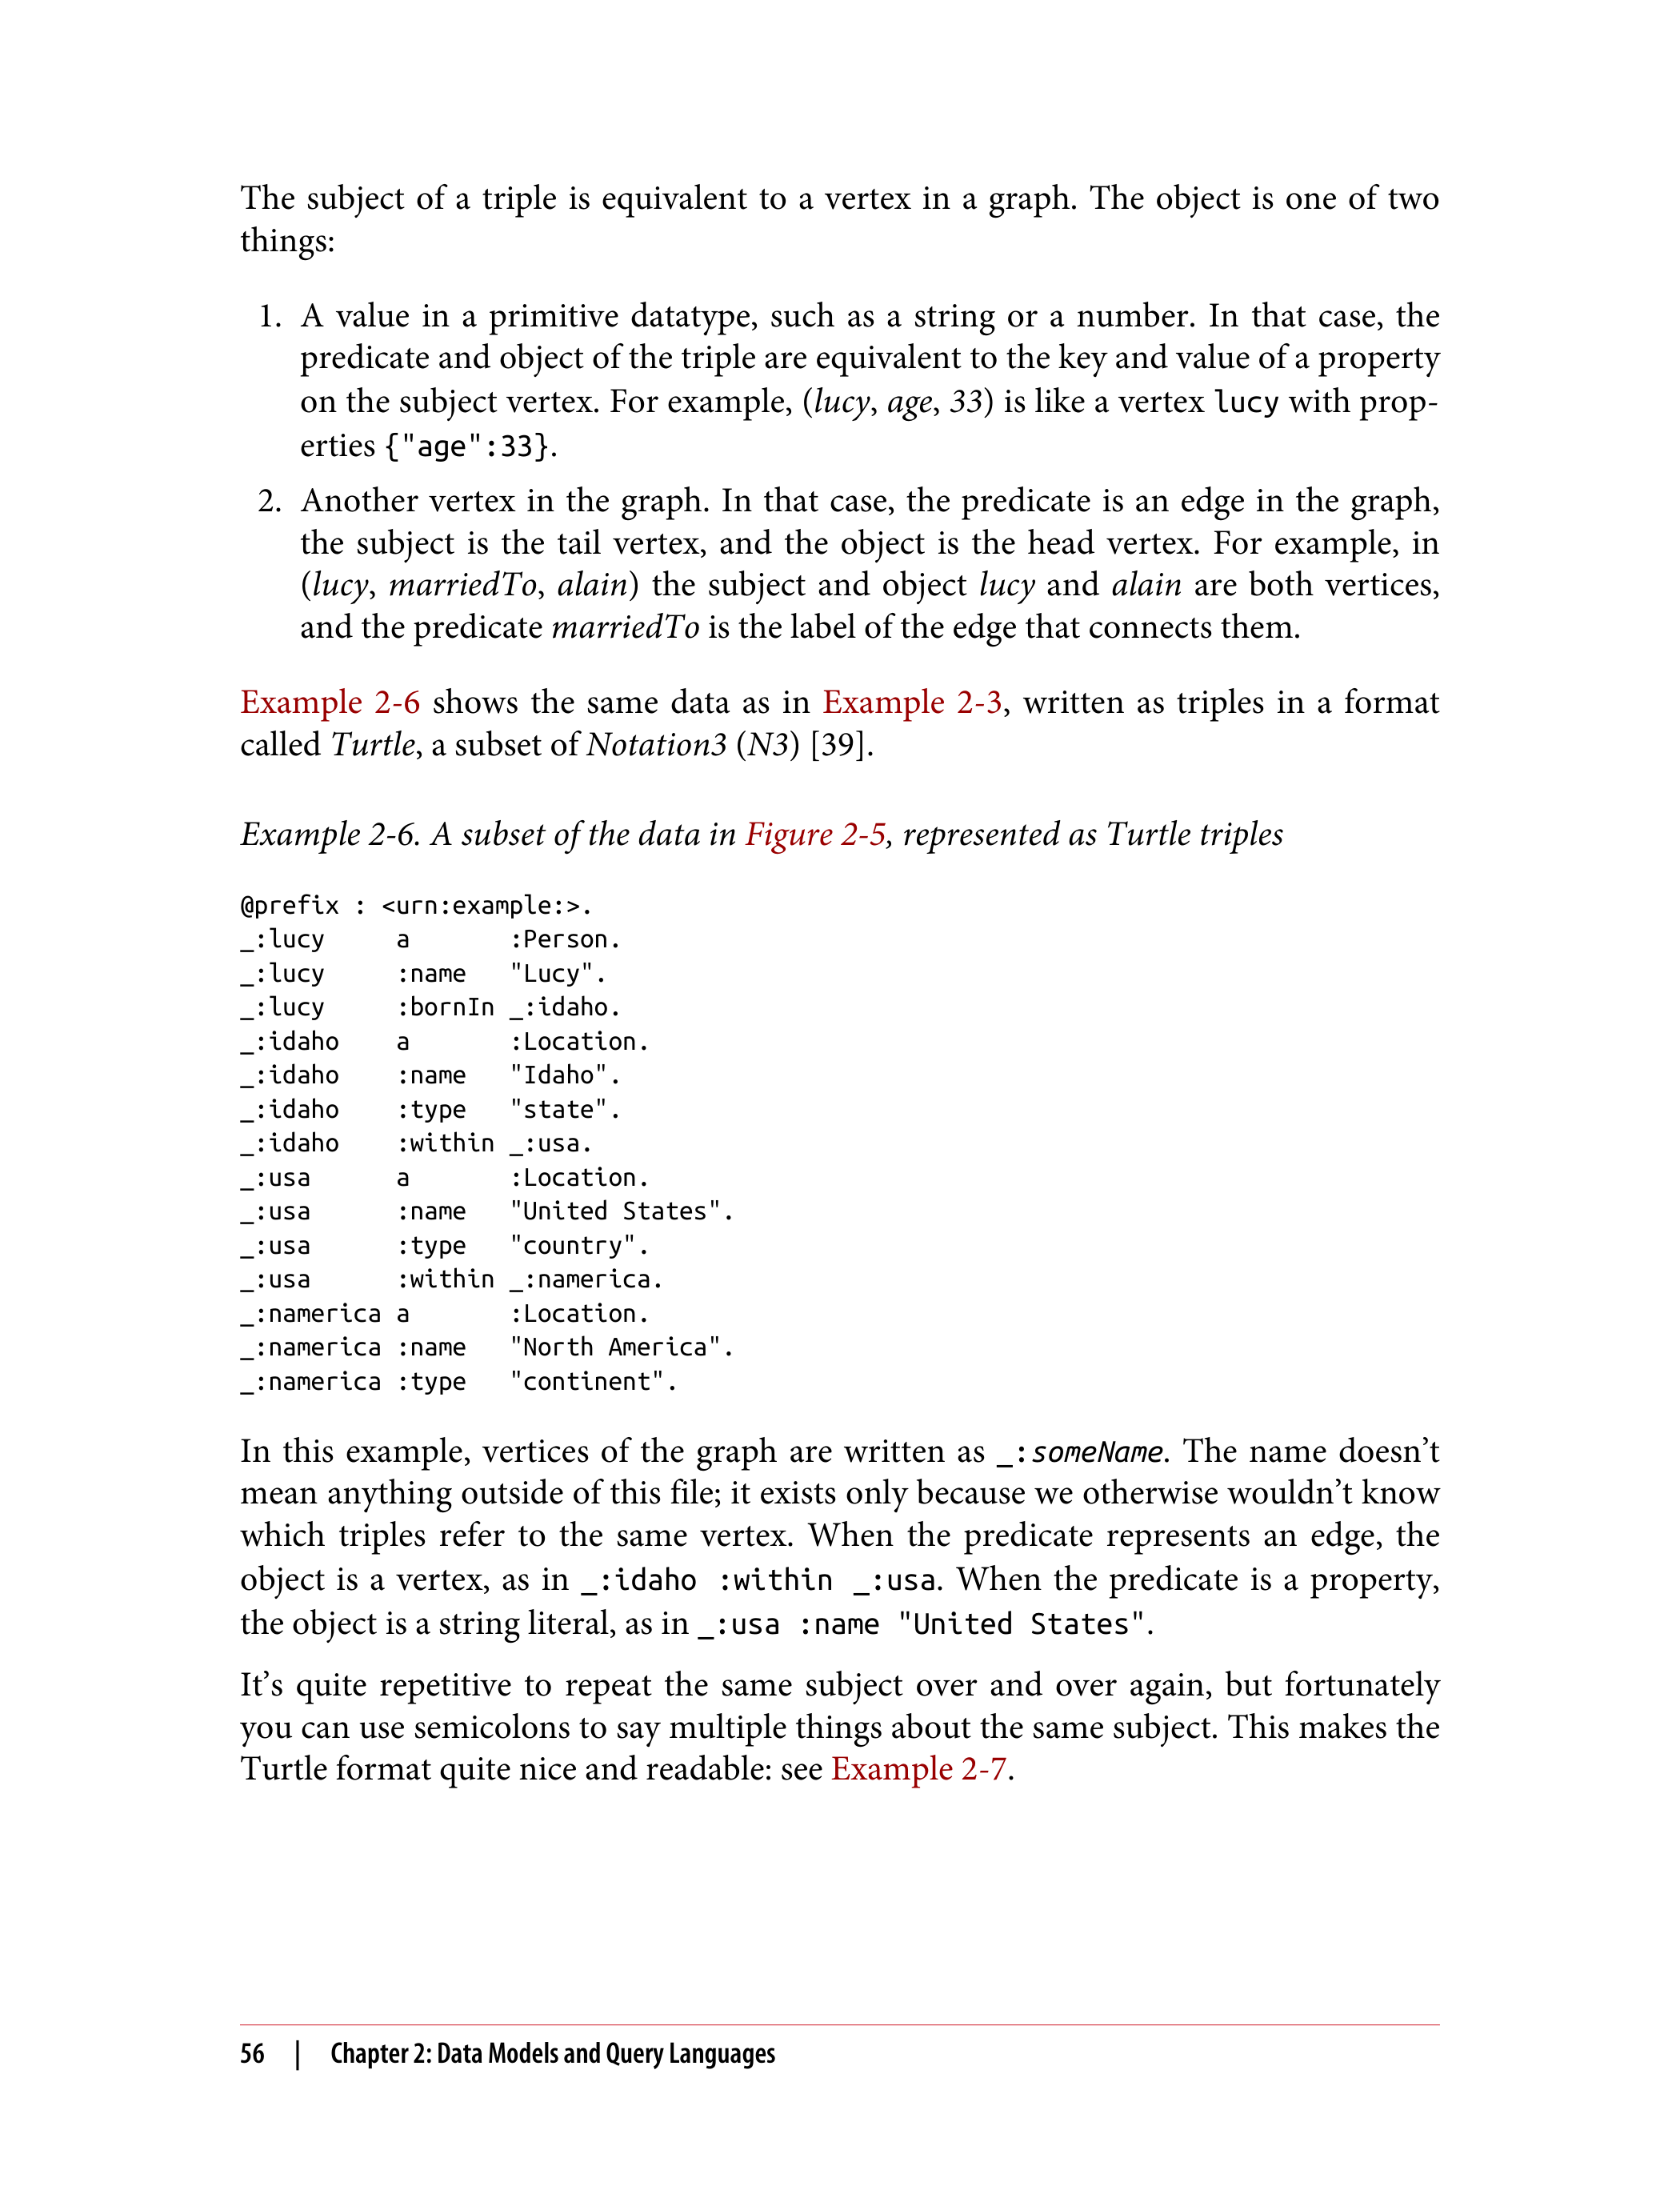 The subject of a triple is equivalent to a vertex in a graph. The object is one of two
things:
1. A value in a primitive datatype, such as a string or a number. In that case, the
predicate and object of the triple are equivalent to the key and value of a property
on the subject vertex. For example, (lucy, age, 33) is like a vertex lucy with prop-
erties {"age":33}.
2. Another vertex in the graph. In that case, the predicate is an edge in the graph,
the subject is the tail vertex, and the object is the head vertex. For example, in
(lucy, marriedTo, alain) the subject and object lucy and alain are both vertices,
and the predicate marriedTo is the label of the edge that connects them.
Example 2-6 shows the same data as in Example 2-3, written as triples in a format
called Turtle, a subset of Notation3 (N3) [39].
Example 2-6. A subset of the data in Figure 2-5, represented as Turtle triples
@prefix : <urn:example:>.
_:lucy     a       :Person.
_:lucy     :name   "Lucy".
_:lucy     :bornIn _:idaho.
_:idaho    a       :Location.
_:idaho    :name   "Idaho".
_:idaho    :type   "state".
_:idaho    :within _:usa.
_:usa      a       :Location.
_:usa      :name   "United States".
_:usa      :type   "country".
_:usa      :within _:namerica.
_:namerica a       :Location.
_:namerica :name   "North America".
_:namerica :type   "continent".
In this example, vertices of the graph are written as _:someName. The name doesn’t
mean anything outside of this file; it exists only because we otherwise wouldn’t know
which triples refer to the same vertex. When the predicate represents an edge, the
object is a vertex, as in _:idaho :within _:usa. When the predicate is a property,
the object is a string literal, as in _:usa :name "United States".
It’s quite repetitive to repeat the same subject over and over again, but fortunately
you can use semicolons to say multiple things about the same subject. This makes the
Turtle format quite nice and readable: see Example 2-7.
56 | Chapter 2: Data Models and Query Languages